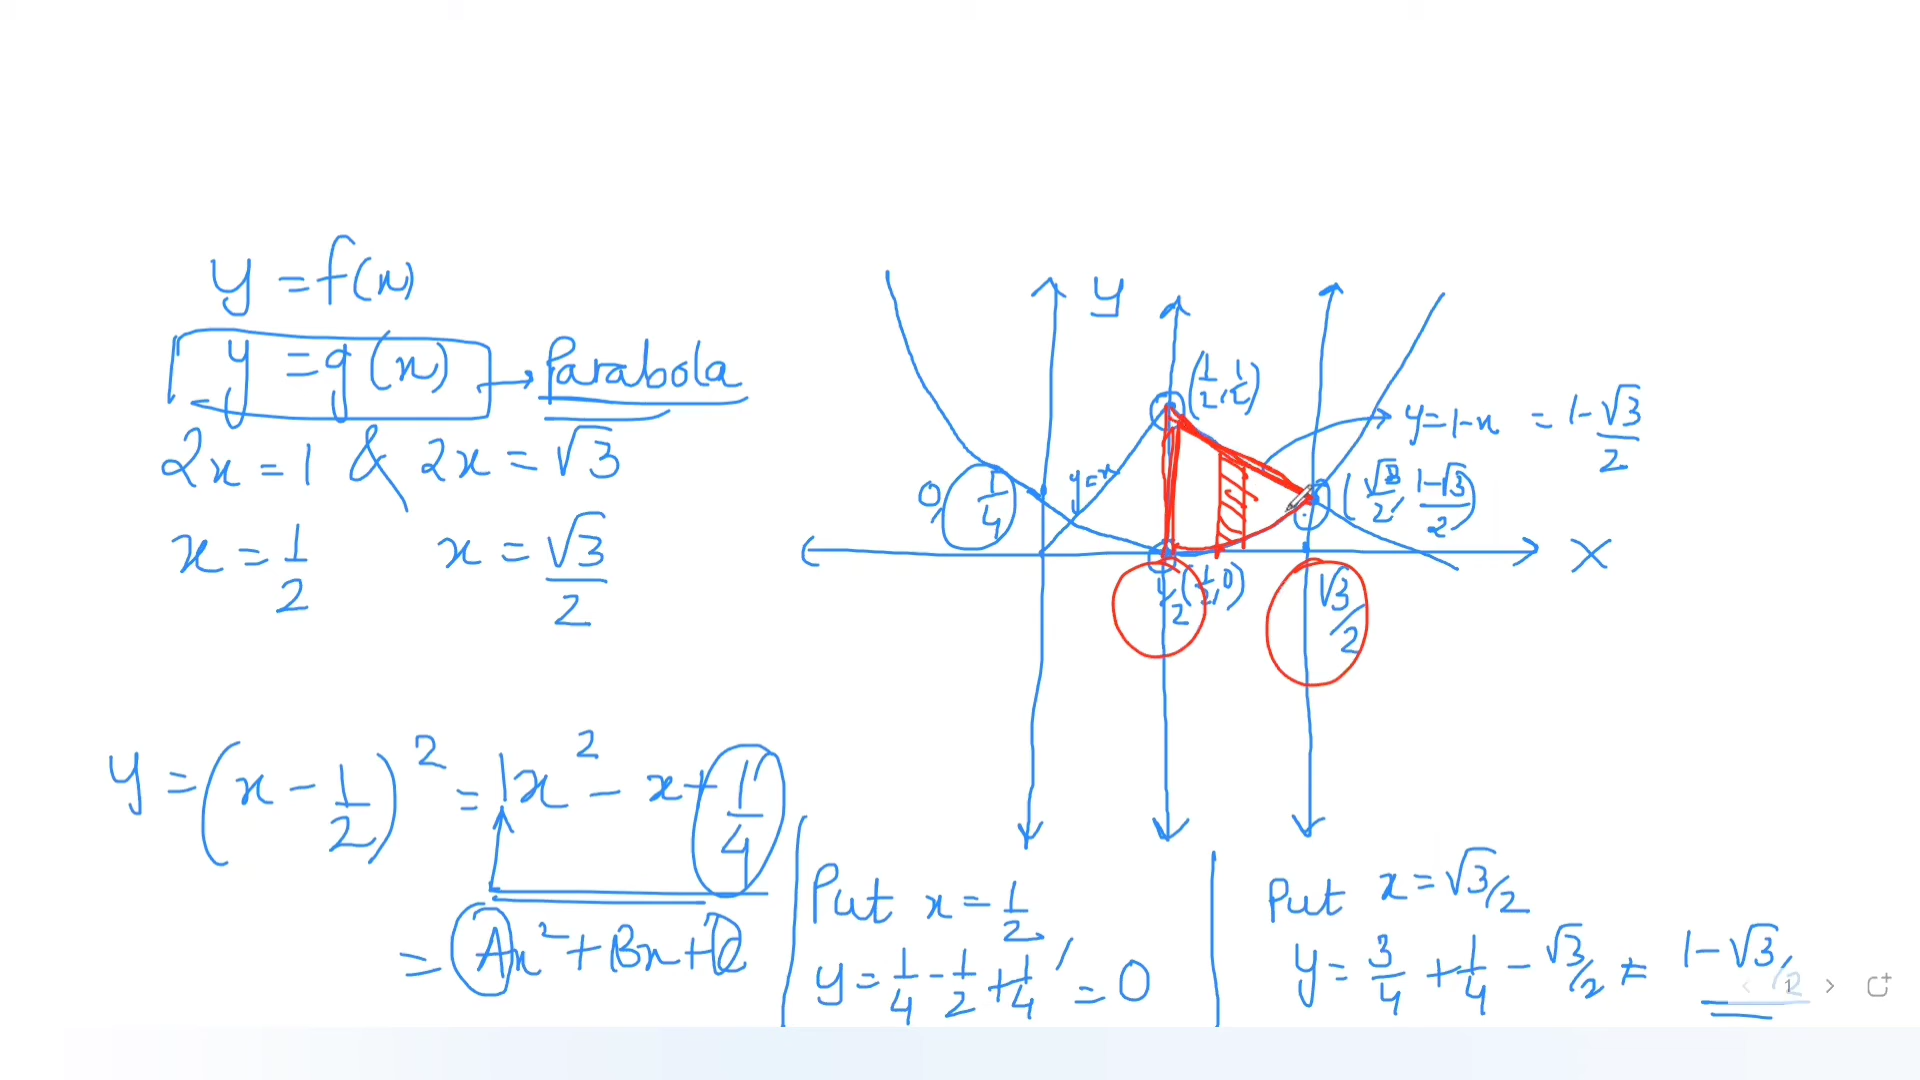 y = f(x)
y = g(x) → Parabola
2x = 1 & 2x = √3
x = 1/2 x = √3/2
y = (x - 1/2)² = 1x² - x + 1/4
= Ax² + Bx + C
Y
X
(1/2, 1/2)
y=x
0, 1/4
1/2 (1/2, 0)
√3/2
y=1-x = 1-√3/2
(√3/2, 1-√3/2)
Put x = 1/2,
y = 1/4 - 1/2 + 1/4 = 0
Put x = √3/2
y = 3/4 + 1/4 - √3/2 = 1-√3/2
< 1 >